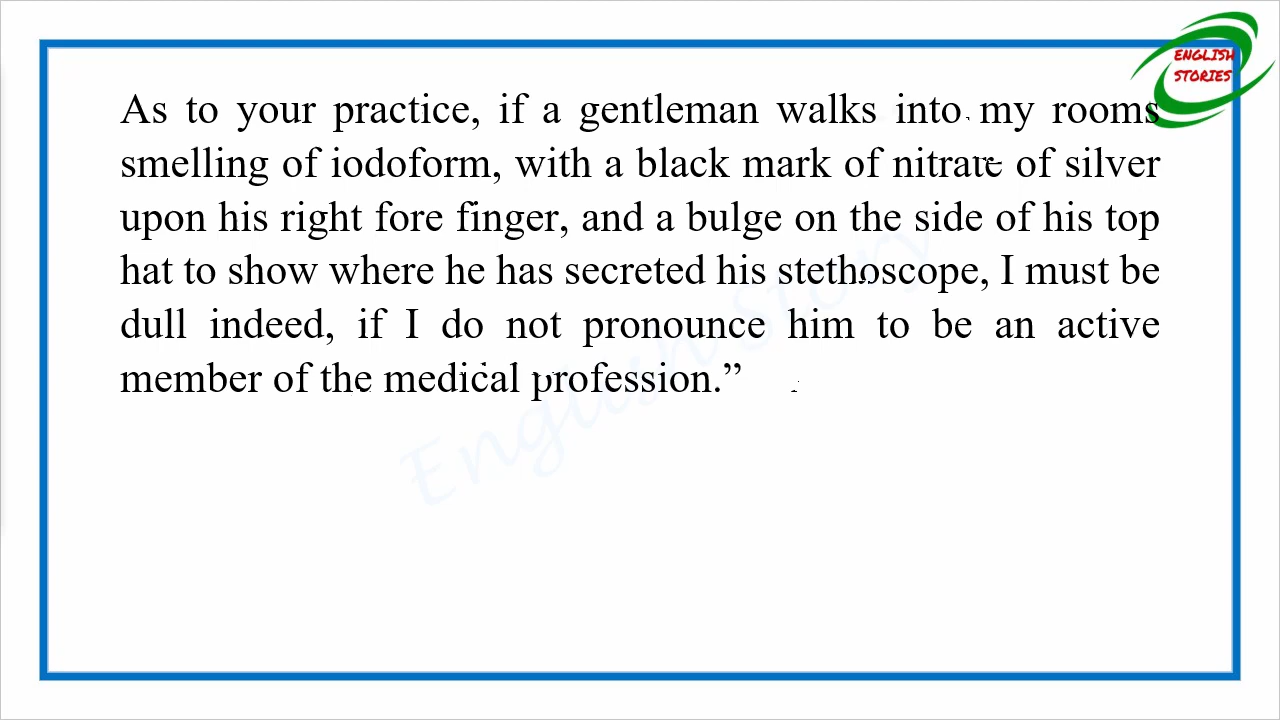 ENGLISH
STORIES
As to your practice, if a gentleman walks into my rooms
smelling of iodoform, with a black mark of nitrate of silver
upon his right fore finger, and a bulge on the side of his top
hat to show where he has secreted his stethoscope, I must be
dull indeed, if I do not pronounce him to be an active
member of the medical profession.”
English Story